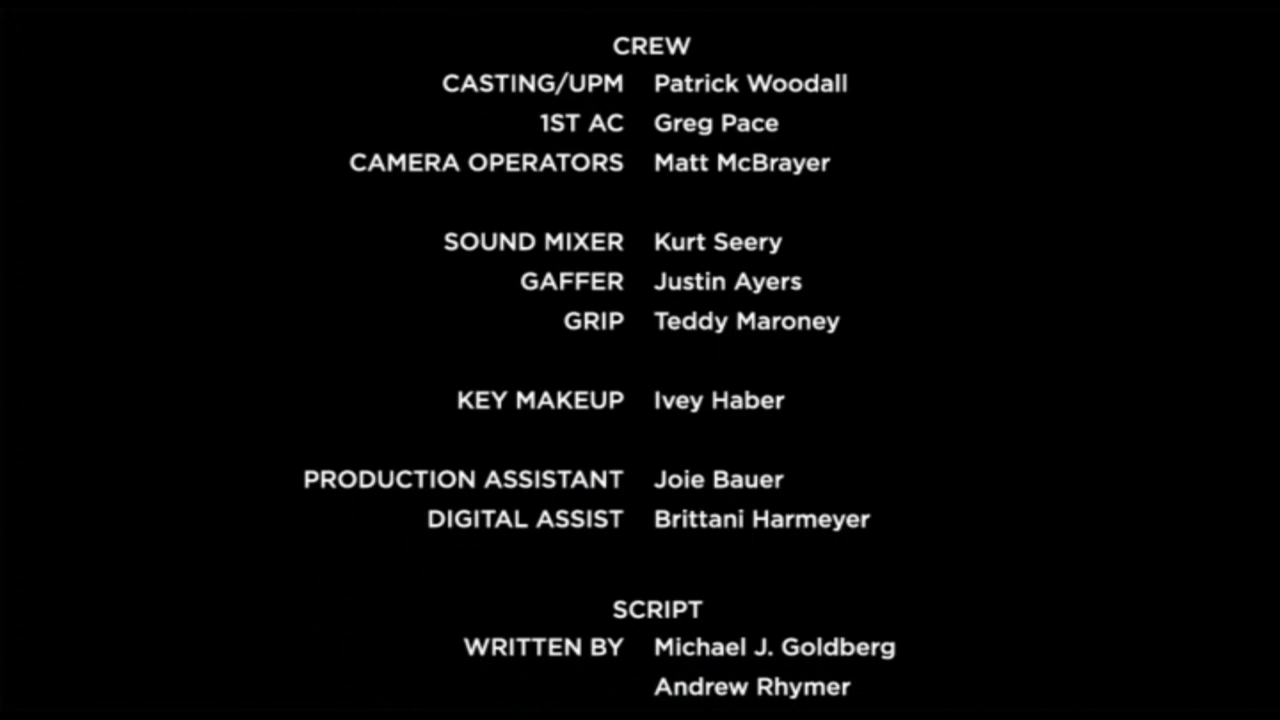 CREW
CASTING/UPM Patrick Woodall
1ST AC Greg Pace
CAMERA OPERATORS Matt McBrayer
SOUND MIXER Kurt Seery
GAFFER Justin Ayers
GRIP Teddy Maroney
KEY MAKEUP Ivey Haber
PRODUCTION ASSISTANT Joie Bauer
DIGITAL ASSIST Brittani Harmeyer
SCRIPT
WRITTEN BY Michael J. Goldberg
Andrew Rhymer